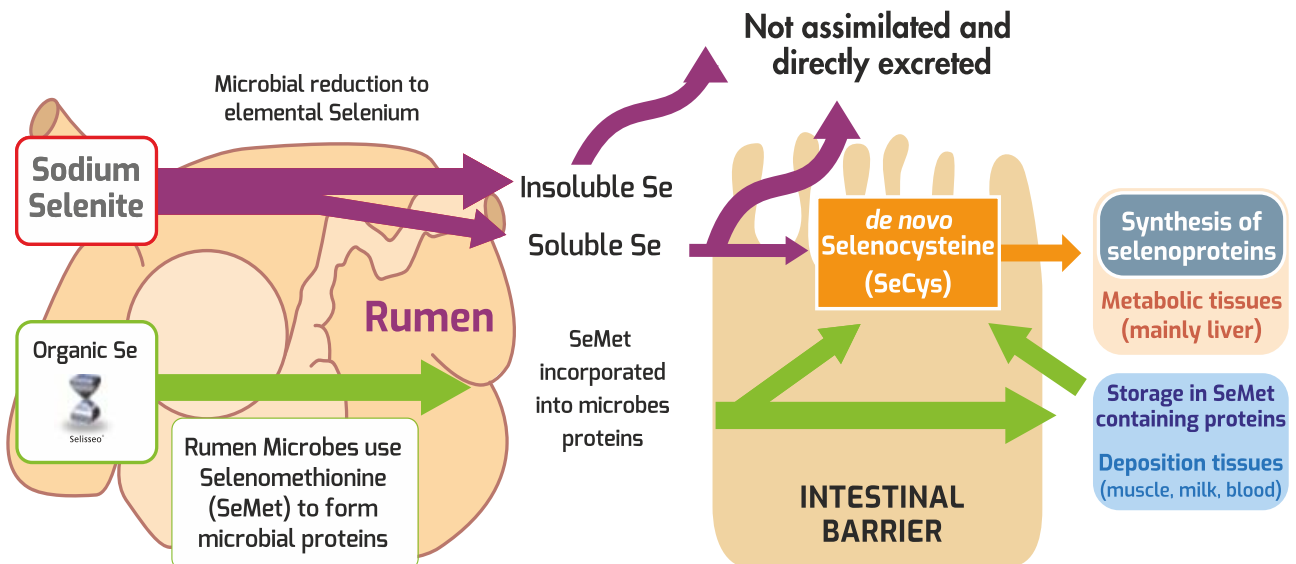 Not assimilated and
directly excreted
Microbial reduction to
elemental Selenium
Sodium
Selenite
Insoluble Se
Soluble Se
de novo
Selenocysteine
(SeCys)
Synthesis of
selenoproteins
Metabolic tissues
(mainly liver)
Rumen
Organic Se
Selisseo®
SeMet
incorporated
into microbes
proteins
Storage in SeMet
containing proteins
Deposition tissues
(muscle, milk, blood)
Rumen Microbes use
Selenomethionine
(SeMet) to form
microbial proteins
INTESTINAL
BARRIER